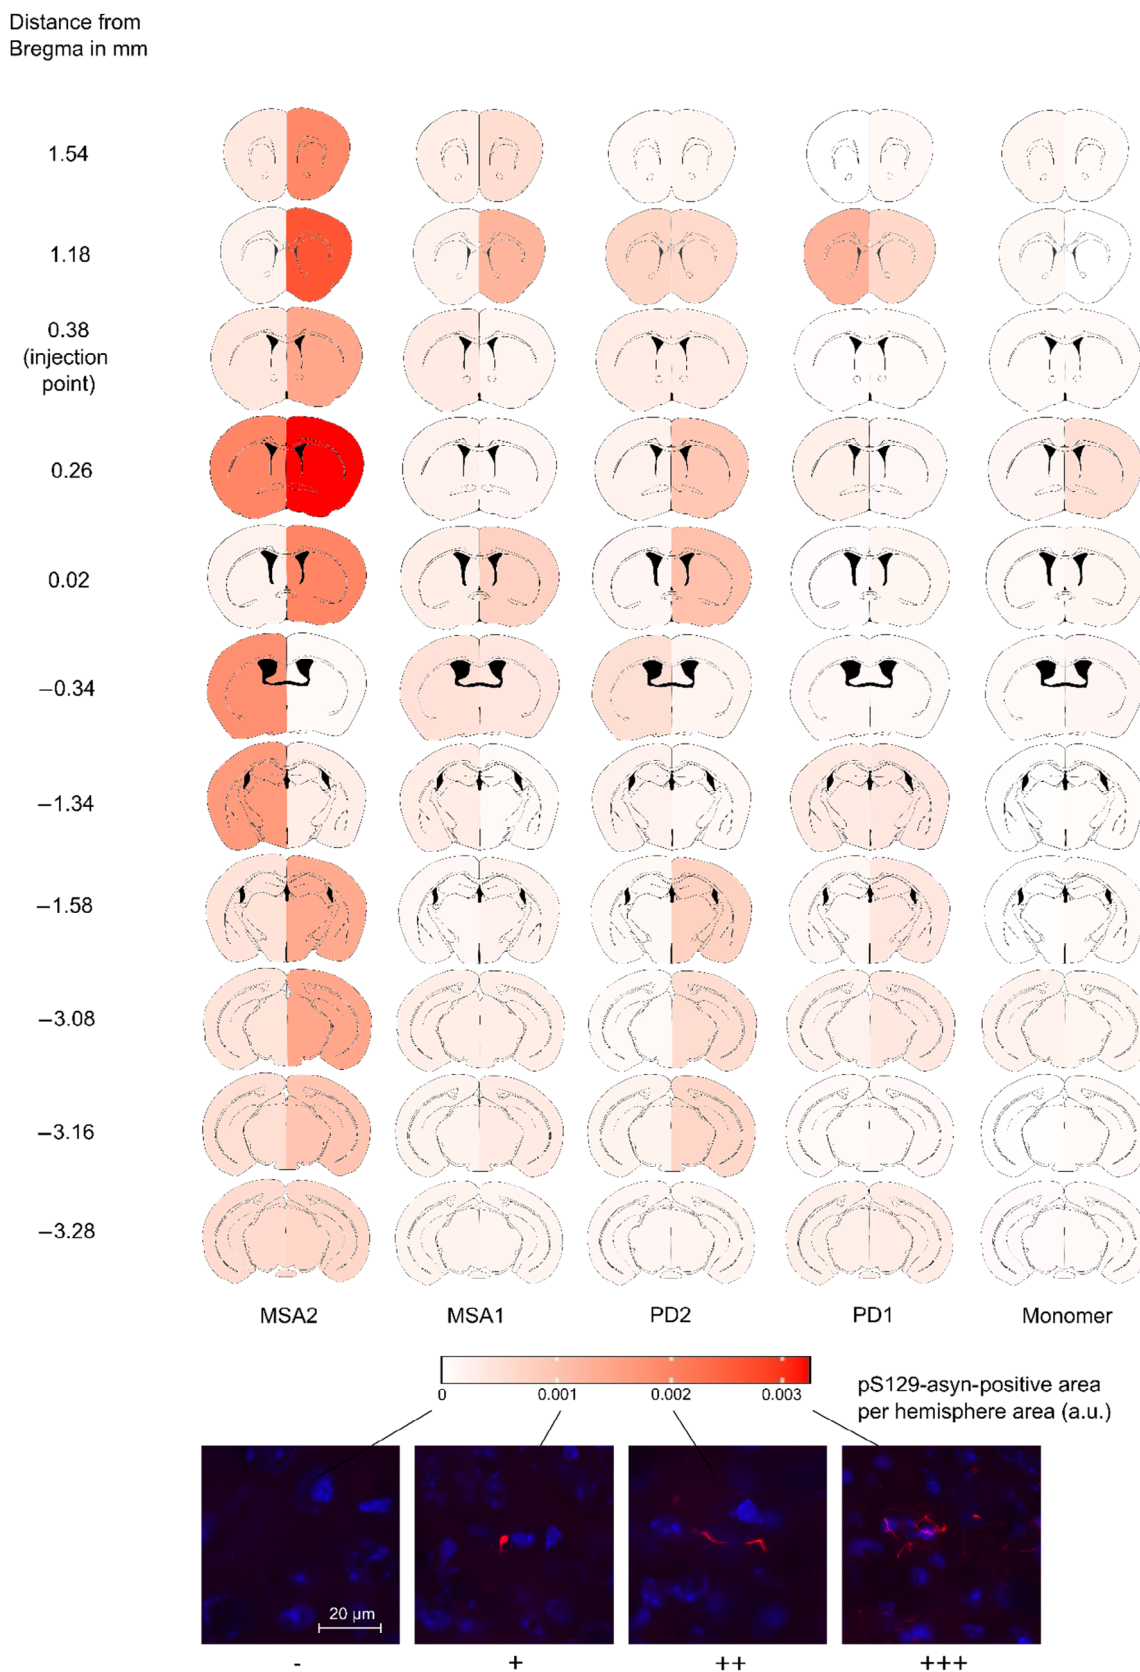 Distance from
Bregma in mm
1.54
1.18
0.38
(injection
point)
0.26
0.02
−0.34
−1.34
−1.58
−3.08
−3.16
−3.28
MSA2 MSA1 PD2 PD1 Monomer
0 0.001 0.002 0.003
pS129-asyn-positive area
per hemisphere area (a.u.)
20 µm
- + ++ +++